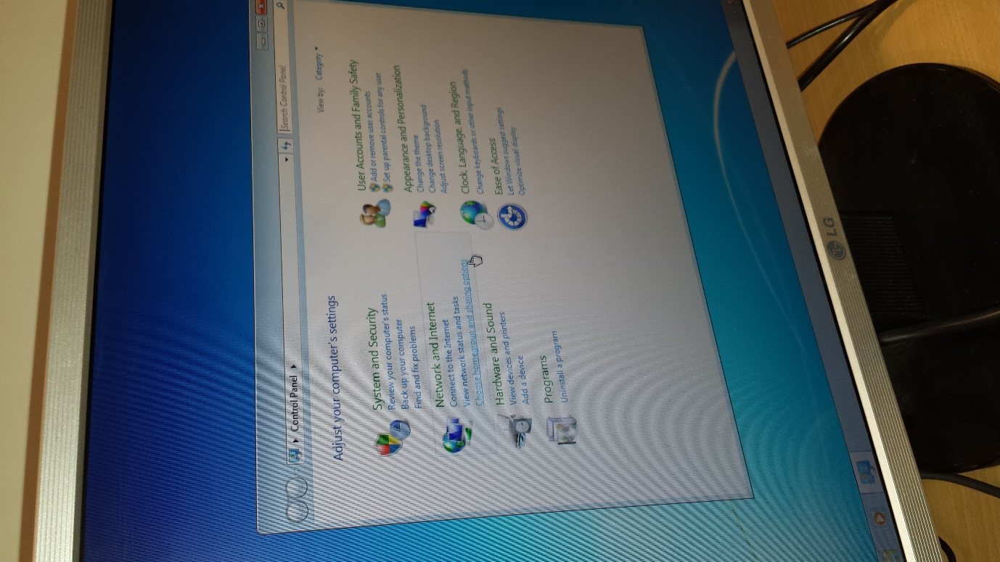 Control Panel
Search Control Panel
Adjust your computer's settings
View by: Category
System and Security
Review your computer's status
Back up your computer
Find and fix problems
Network and Internet
Connect to the Internet
View network status and tasks
Choose homegroup and sharing options
Hardware and Sound
View devices and printers
Add a device
Programs
Uninstall a program
User Accounts and Family Safety
Add or remove user accounts
Set up parental controls for any user
Appearance and Personalization
Change the theme
Change desktop background
Adjust screen resolution
Clock, Language, and Region
Change keyboards or other input methods
Ease of Access
Let Windows suggest settings
Optimize visual display
LG